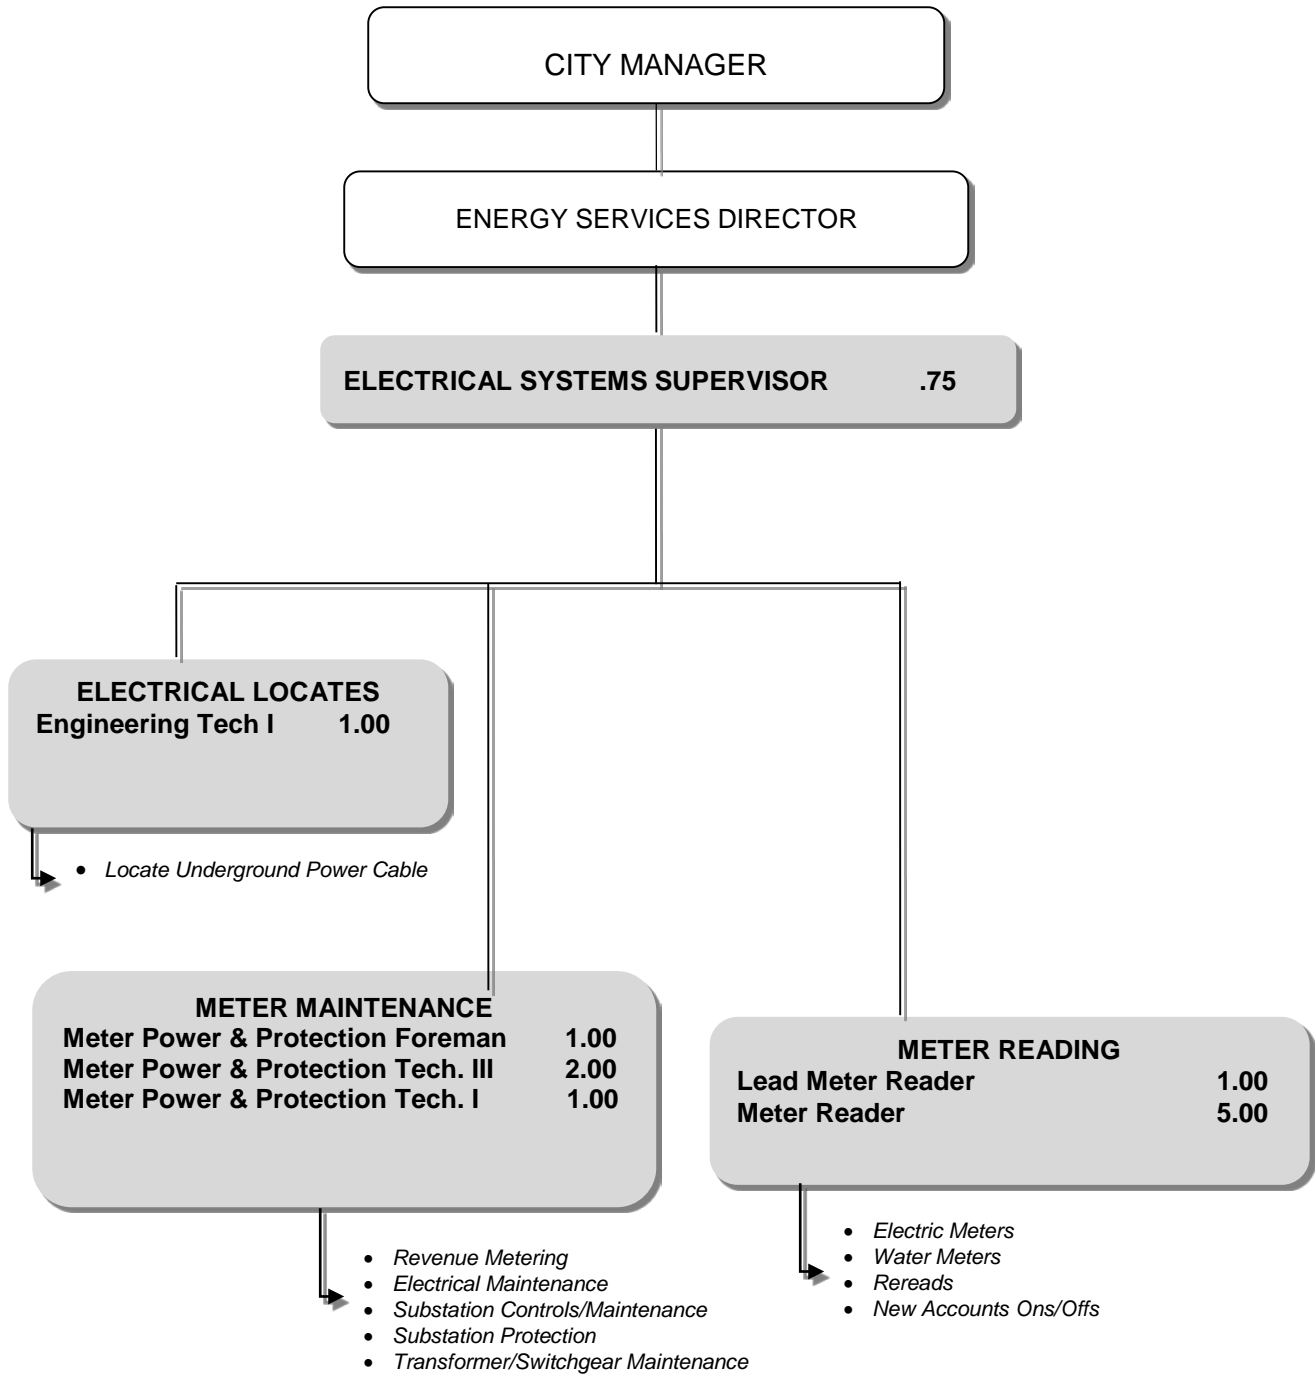 CITY MANAGER
ENERGY SERVICES DIRECTOR
ELECTRICAL SYSTEMS SUPERVISOR .75
ELECTRICAL LOCATES
Engineering Tech I 1.00
• Locate Underground Power Cable
METER MAINTENANCE
Meter Power & Protection Foreman 1.00
Meter Power & Protection Tech. III 2.00
Meter Power & Protection Tech. I 1.00
• Revenue Metering
• Electrical Maintenance
• Substation Controls/Maintenance
• Substation Protection
• Transformer/Switchgear Maintenance
METER READING
Lead Meter Reader 1.00
Meter Reader 5.00
• Electric Meters
• Water Meters
• Rereads
• New Accounts Ons/Offs